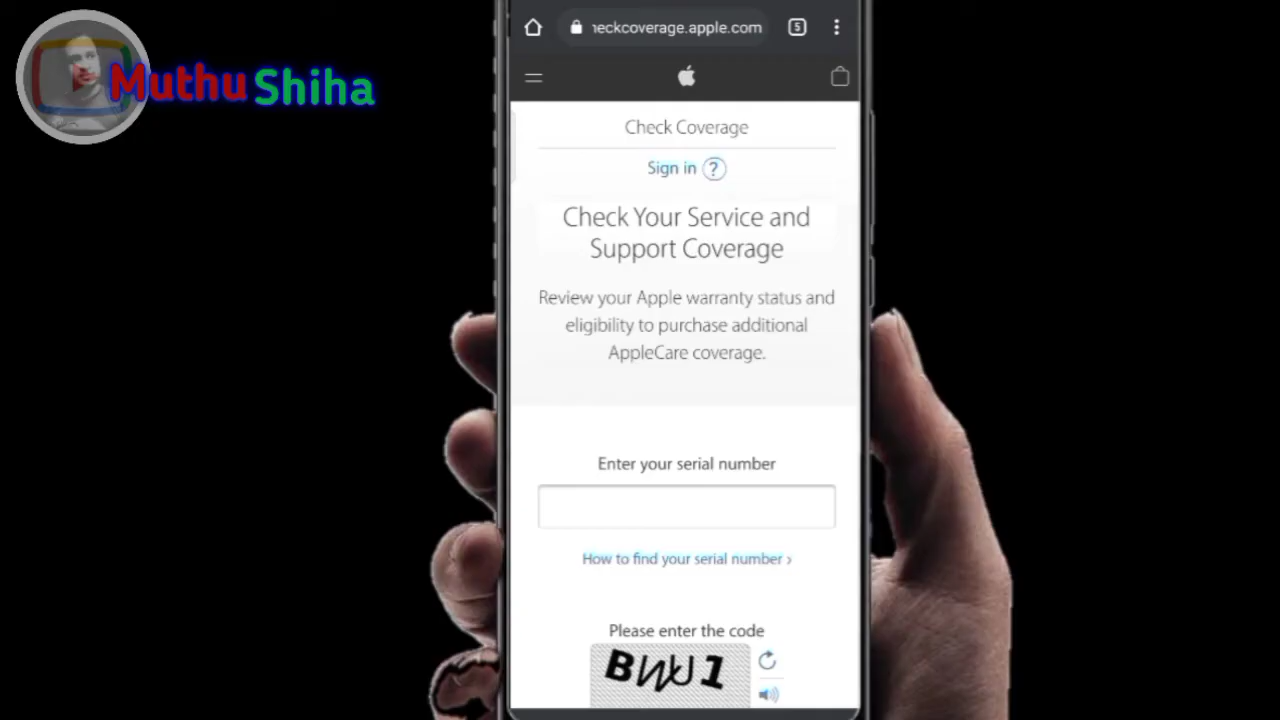 Muthu Shiha
heckcoverage.apple.com
5
Check Coverage
Sign in ?
Check Your Service and
Support Coverage
Review your Apple warranty status and
eligibility to purchase additional
AppleCare coverage.
Enter your serial number
How to find your serial number ›
Please enter the code